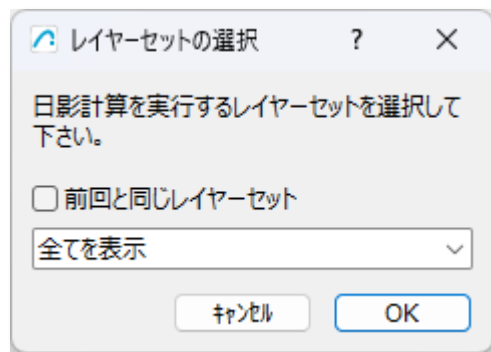 レイヤーセットの選択 ?
日影計算を実行するレイヤーセットを選択して
下さい。
前回と同じレイヤーセット
全てを表示
ｷｬﾝｾﾙ OK